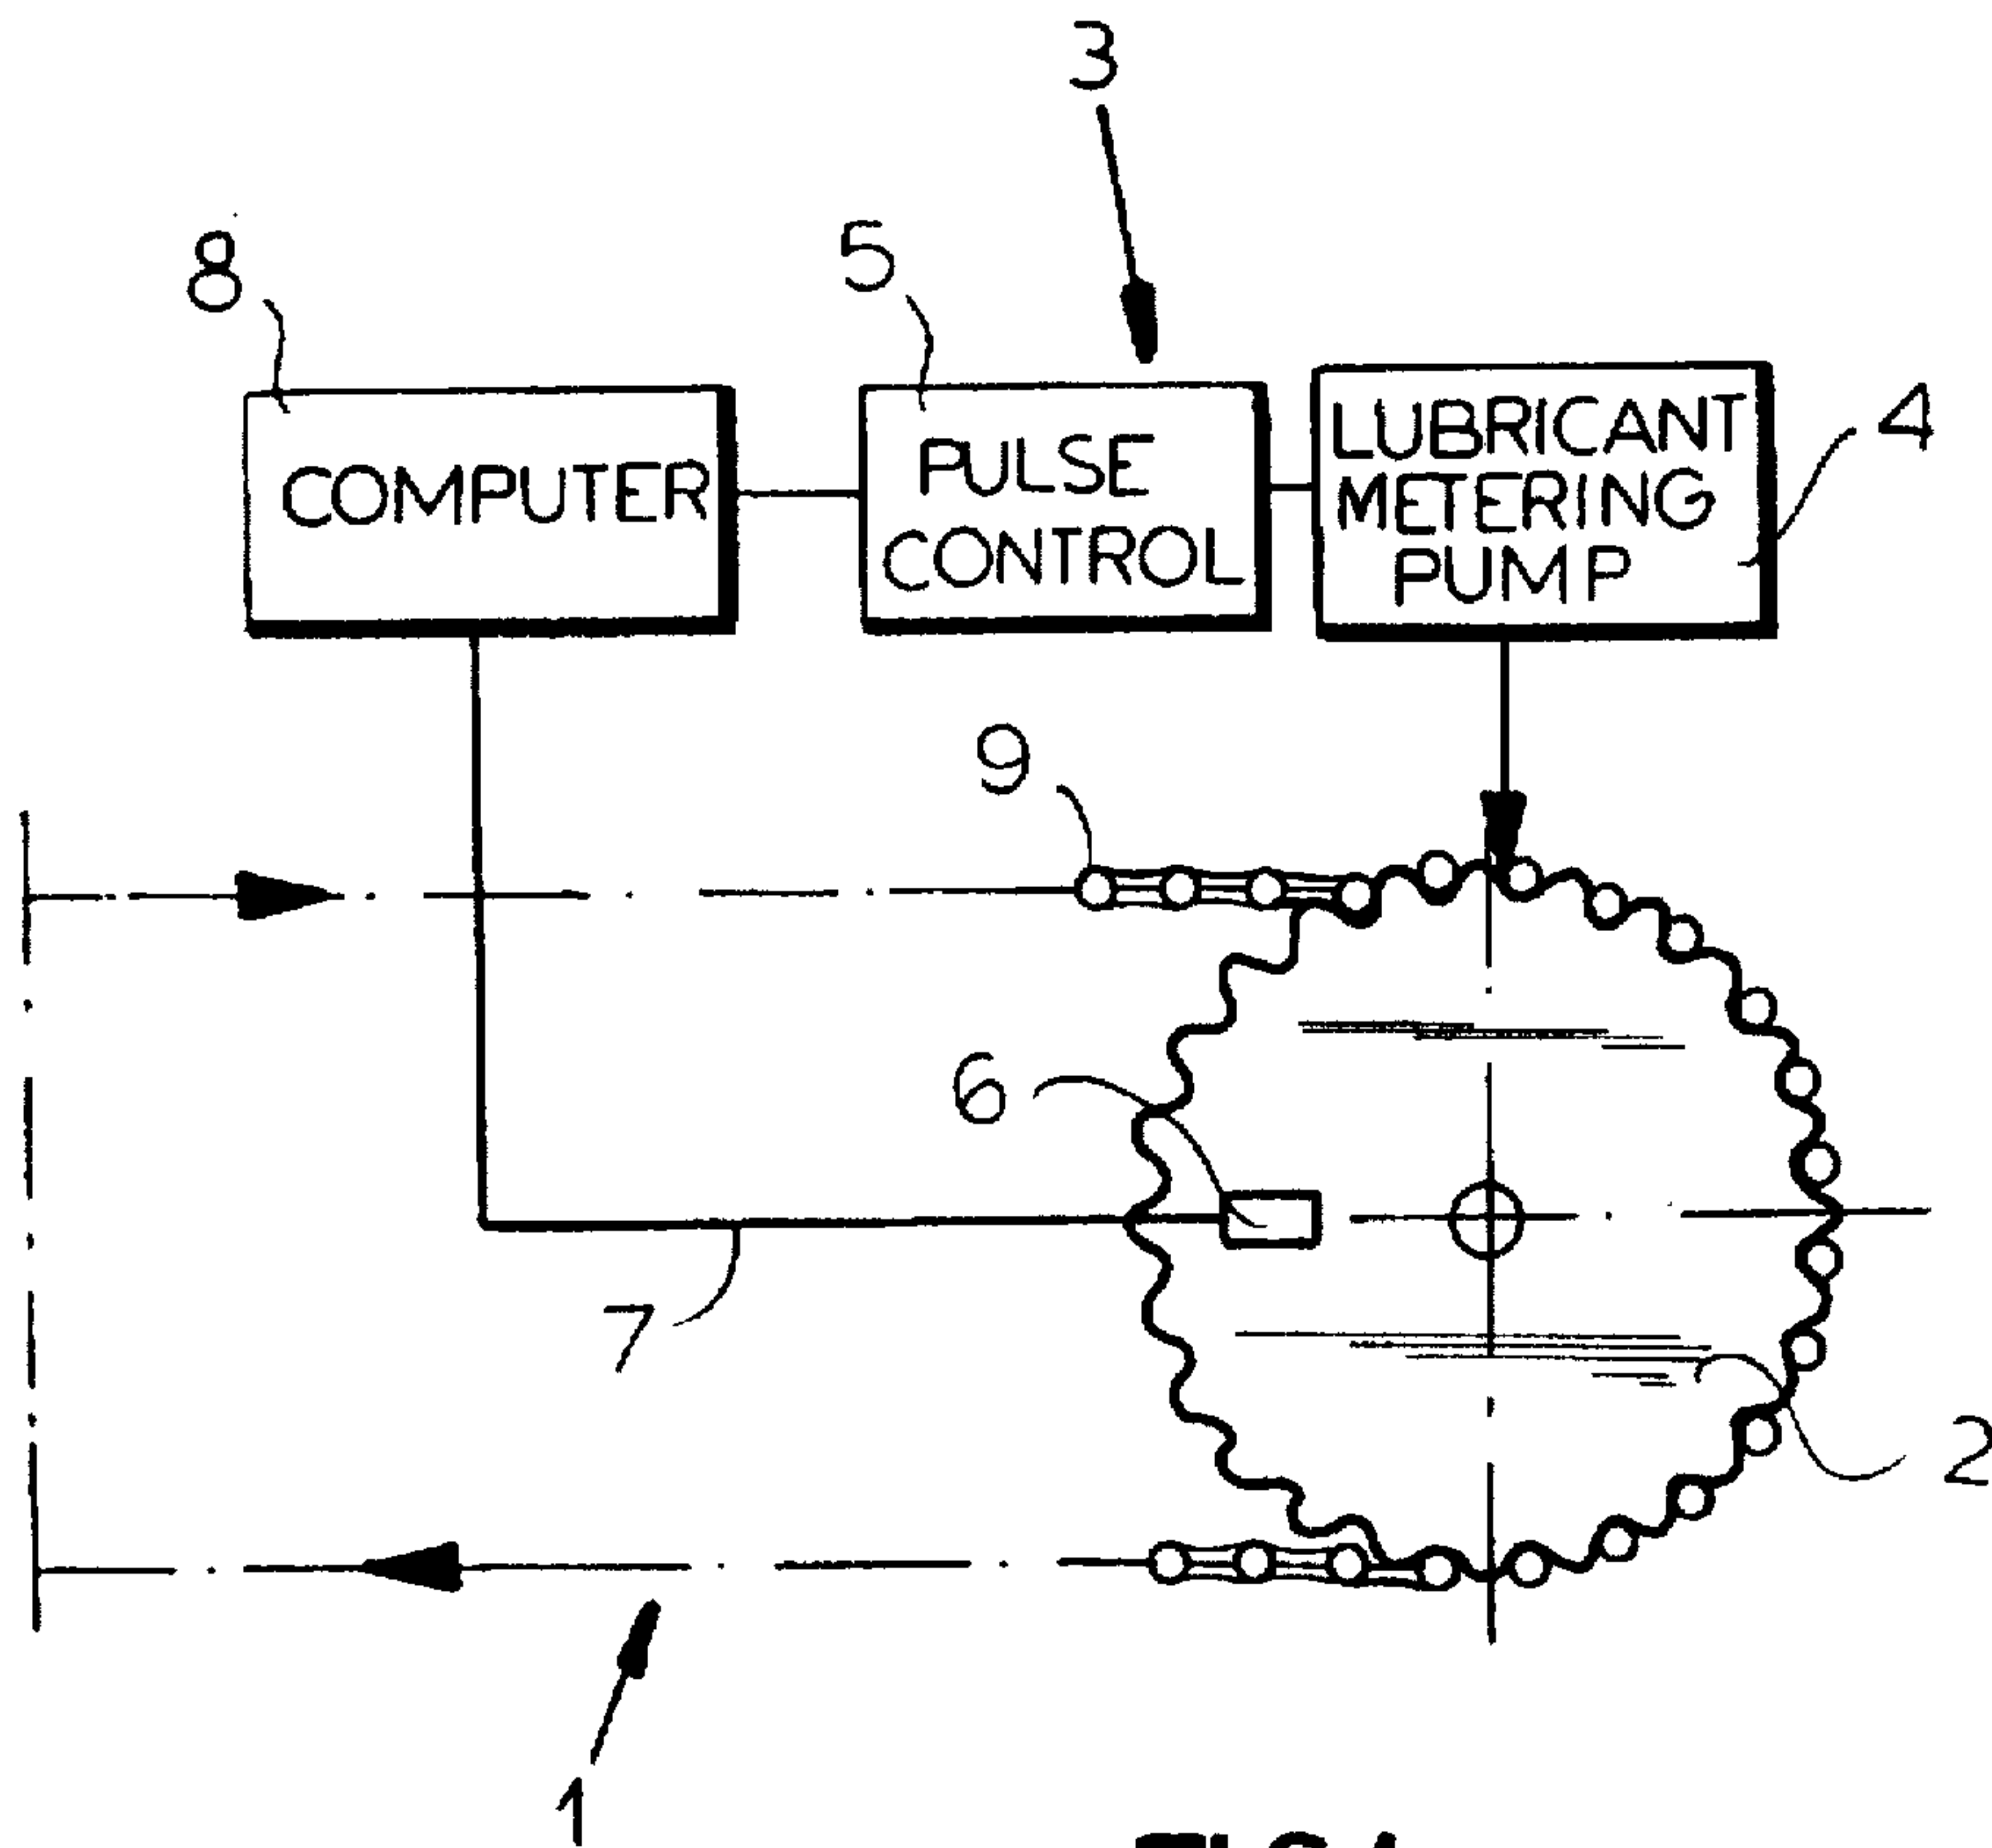 3
8
5
COMPUTER
PULSE
CONTROL
LUBRICANT
METERING
PUMP
4
9
6
7
2
1